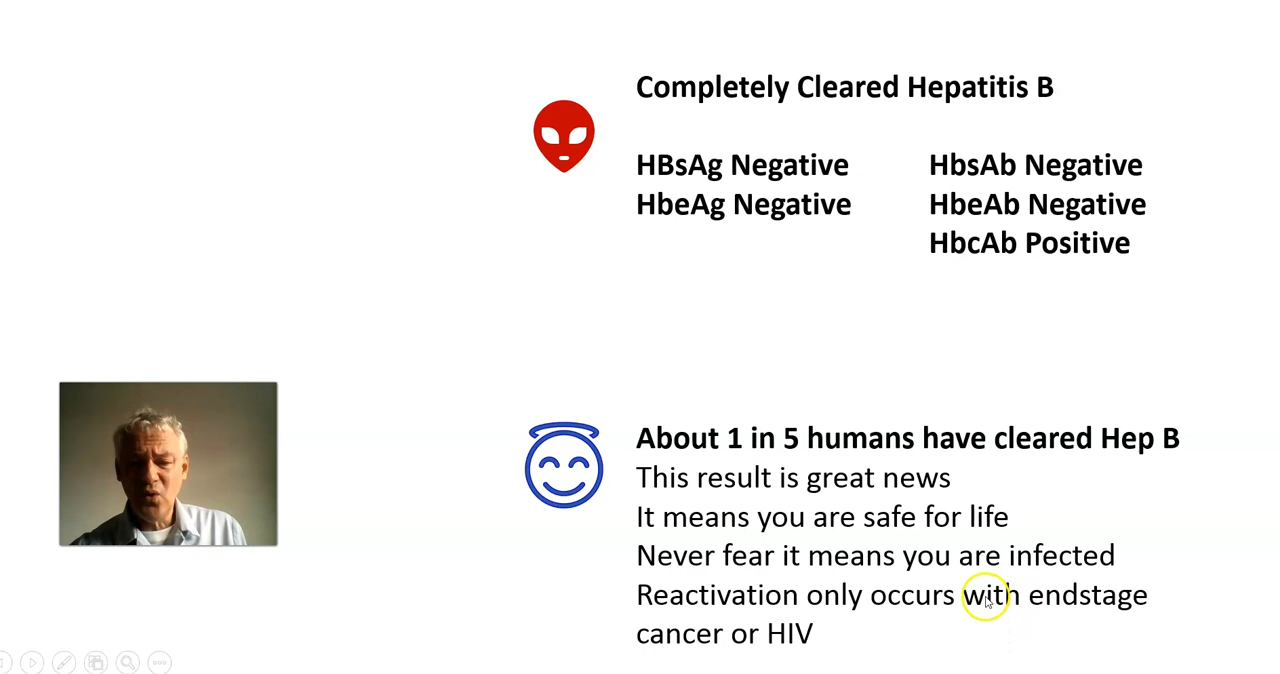 Completely Cleared Hepatitis B
HBsAg Negative HbsAb Negative
HbeAg Negative HbeAb Negative
HbcAb Positive
About 1 in 5 humans have cleared Hep B
This result is great news
It means you are safe for life
Never fear it means you are infected
Reactivation only occurs with endstage
cancer or HIV